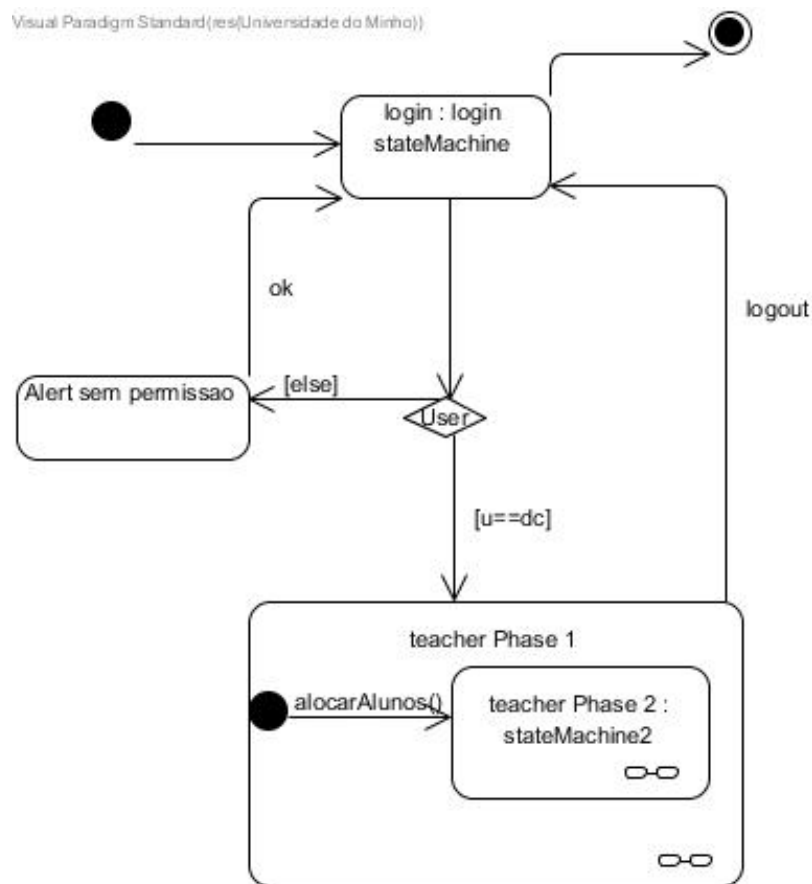 Visual Paradigm Standard(res(Universidade do Minho))
login : login
stateMachine
ok
logout
Alert sem permissao
[else]
User
[u==dc]
teacher Phase 1
alocarAlunos()
teacher Phase 2 :
stateMachine2